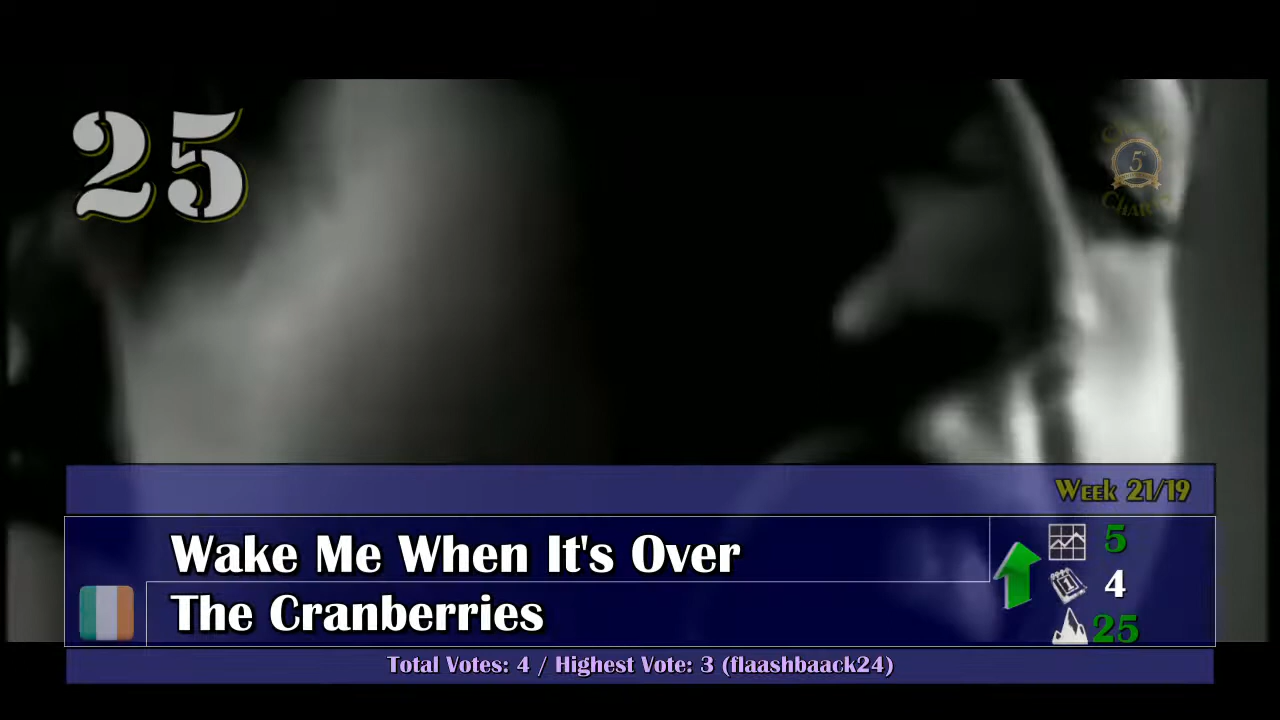 25
5
Week 21/19
Wake Me When It's Over
5
4
The Cranberries
25
Total Votes: 4 / Highest Vote: 3 (flaashbaack24)